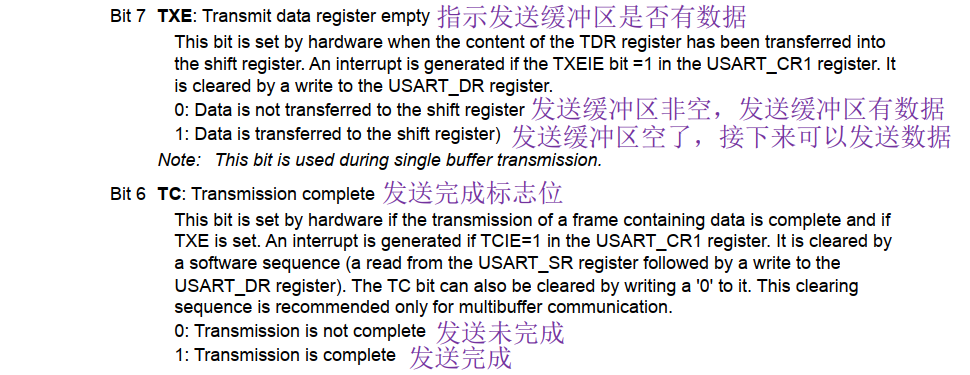 Bit 7 TXE: Transmit data register empty 指示发送缓冲区是否有数据
This bit is set by hardware when the content of the TDR register has been transferred into
the shift register. An interrupt is generated if the TXEIE bit =1 in the USART_CR1 register. It
is cleared by a write to the USART_DR register.
0: Data is not transferred to the shift register 发送缓冲区非空，发送缓冲区有数据
1: Data is transferred to the shift register) 发送缓冲区空了，接下来可以发送数据
Note: This bit is used during single buffer transmission.
Bit 6 TC: Transmission complete 发送完成标志位
This bit is set by hardware if the transmission of a frame containing data is complete and if
TXE is set. An interrupt is generated if TCIE=1 in the USART_CR1 register. It is cleared by
a software sequence (a read from the USART_SR register followed by a write to the
USART_DR register). The TC bit can also be cleared by writing a '0' to it. This clearing
sequence is recommended only for multibuffer communication.
0: Transmission is not complete 发送未完成
1: Transmission is complete 发送完成